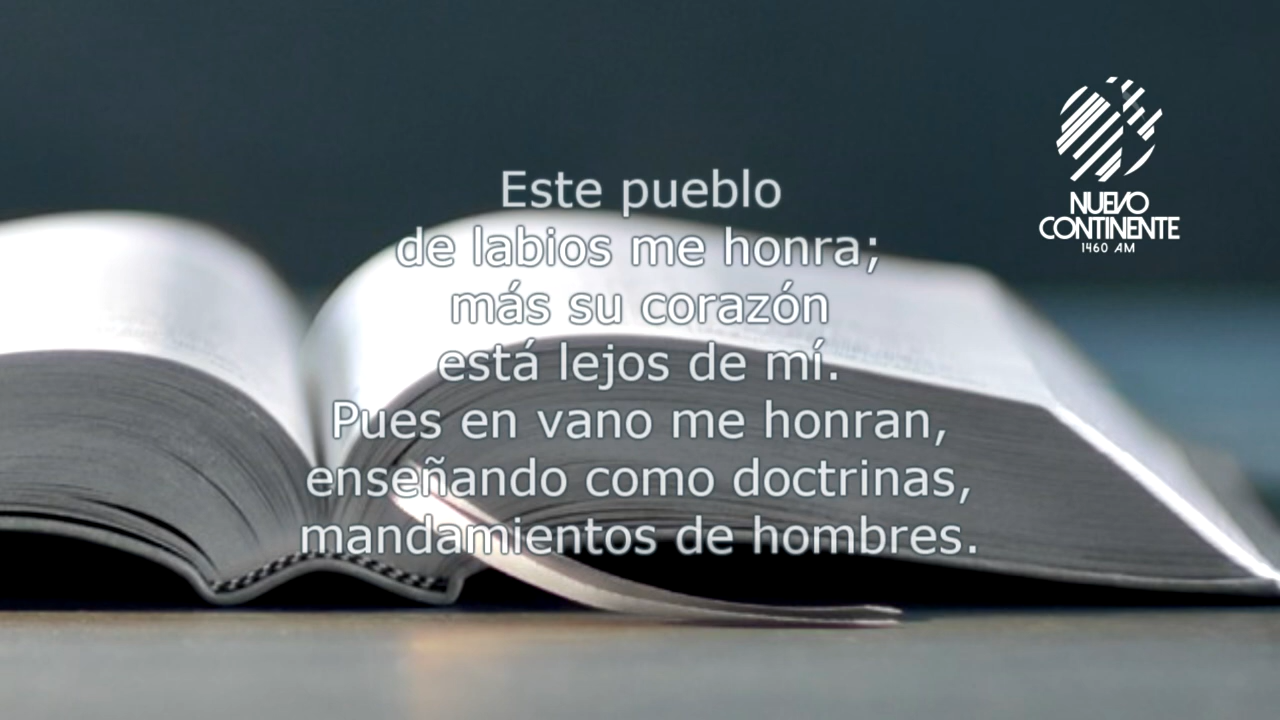 Este pueblo
de labios me honra;
más su corazón
está lejos de mí.
Pues en vano me honran,
enseñando como doctrinas,
mandamientos de hombres.
NUEVO
CONTINENTE
1460 AM